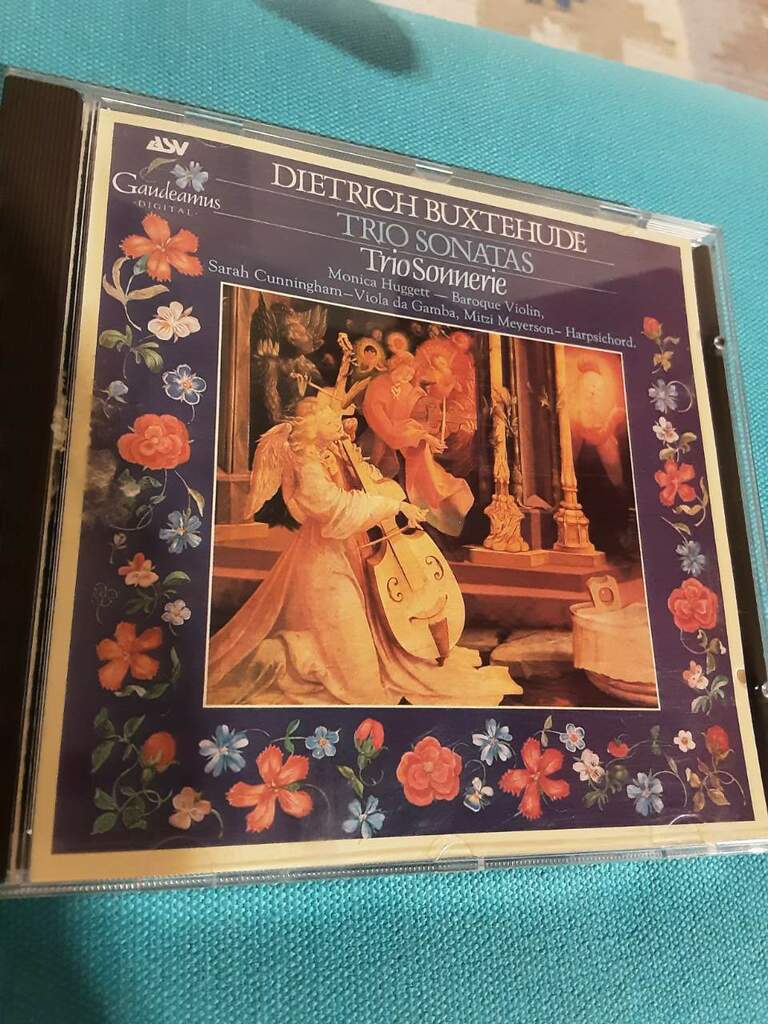 ASV
Gaudeamus
·DIGITAL·
DIETRICH BUXTEHUDE
TRIO SONATAS
Trio Sonnerie
Monica Huggett — Baroque Violin,
Sarah Cunningham–Viola da Gamba, Mitzi Meyerson– Harpsichord.